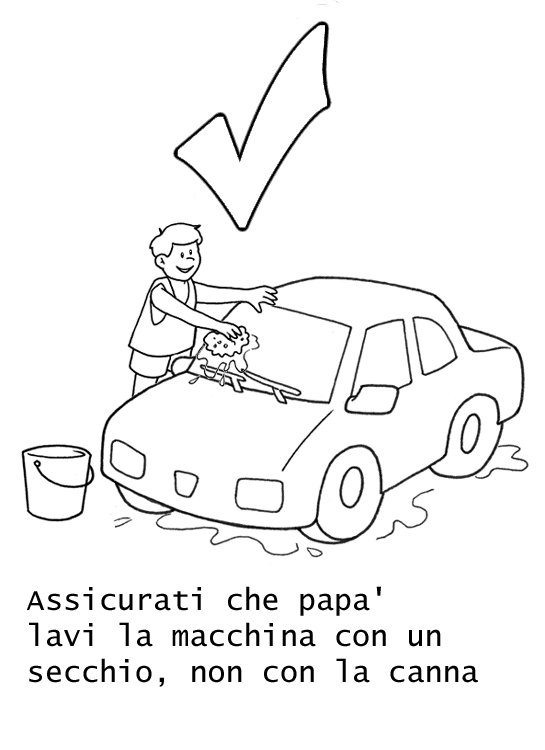 Assicurati che papa'
lavi la macchina con un
secchio, non con la canna